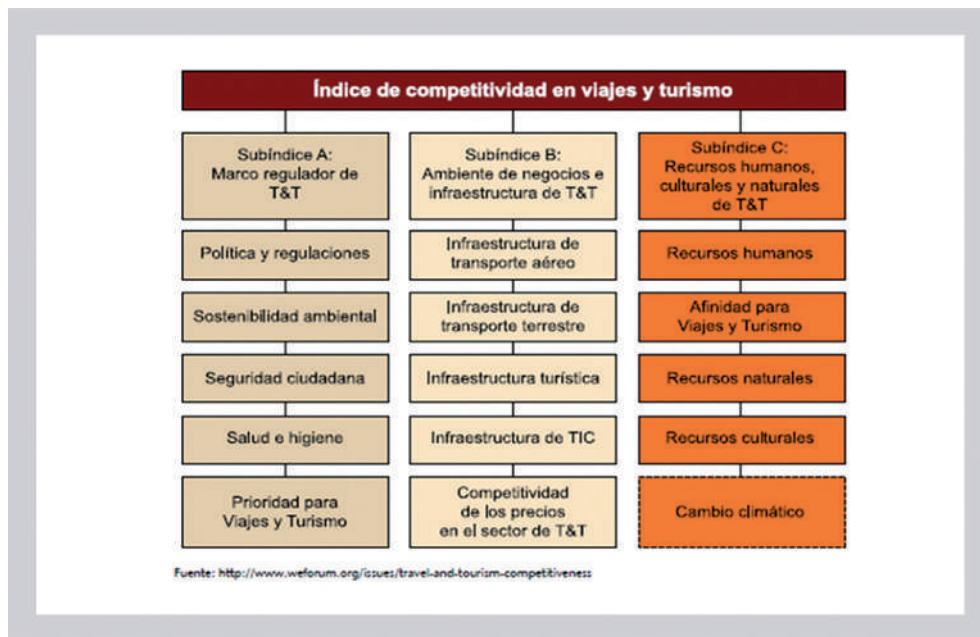 Índice de competitividad en viajes y turismo
Subíndice A:
Marco regulador de
T&T
Política y regulaciones
Sostenibilidad ambiental
Seguridad ciudadana
Salud e higiene
Prioridad para
Viajes y Turismo
Subíndice B:
Ambiente de negocios e
infraestructura de T&T
Infraestructura de
transporte aéreo
Infraestructura de
transporte terrestre
Infraestructura turística
Infraestructura de TIC
Competitividad
de los precios
en el sector de T&T
Subíndice C:
Recursos humanos,
culturales y naturales
de T&T
Recursos humanos
Afinidad para
Viajes y Turismo
Recursos naturales
Recursos culturales
Cambio climático
Fuente: http://www.weforum.org/issues/travel-and-tourism-competitiveness